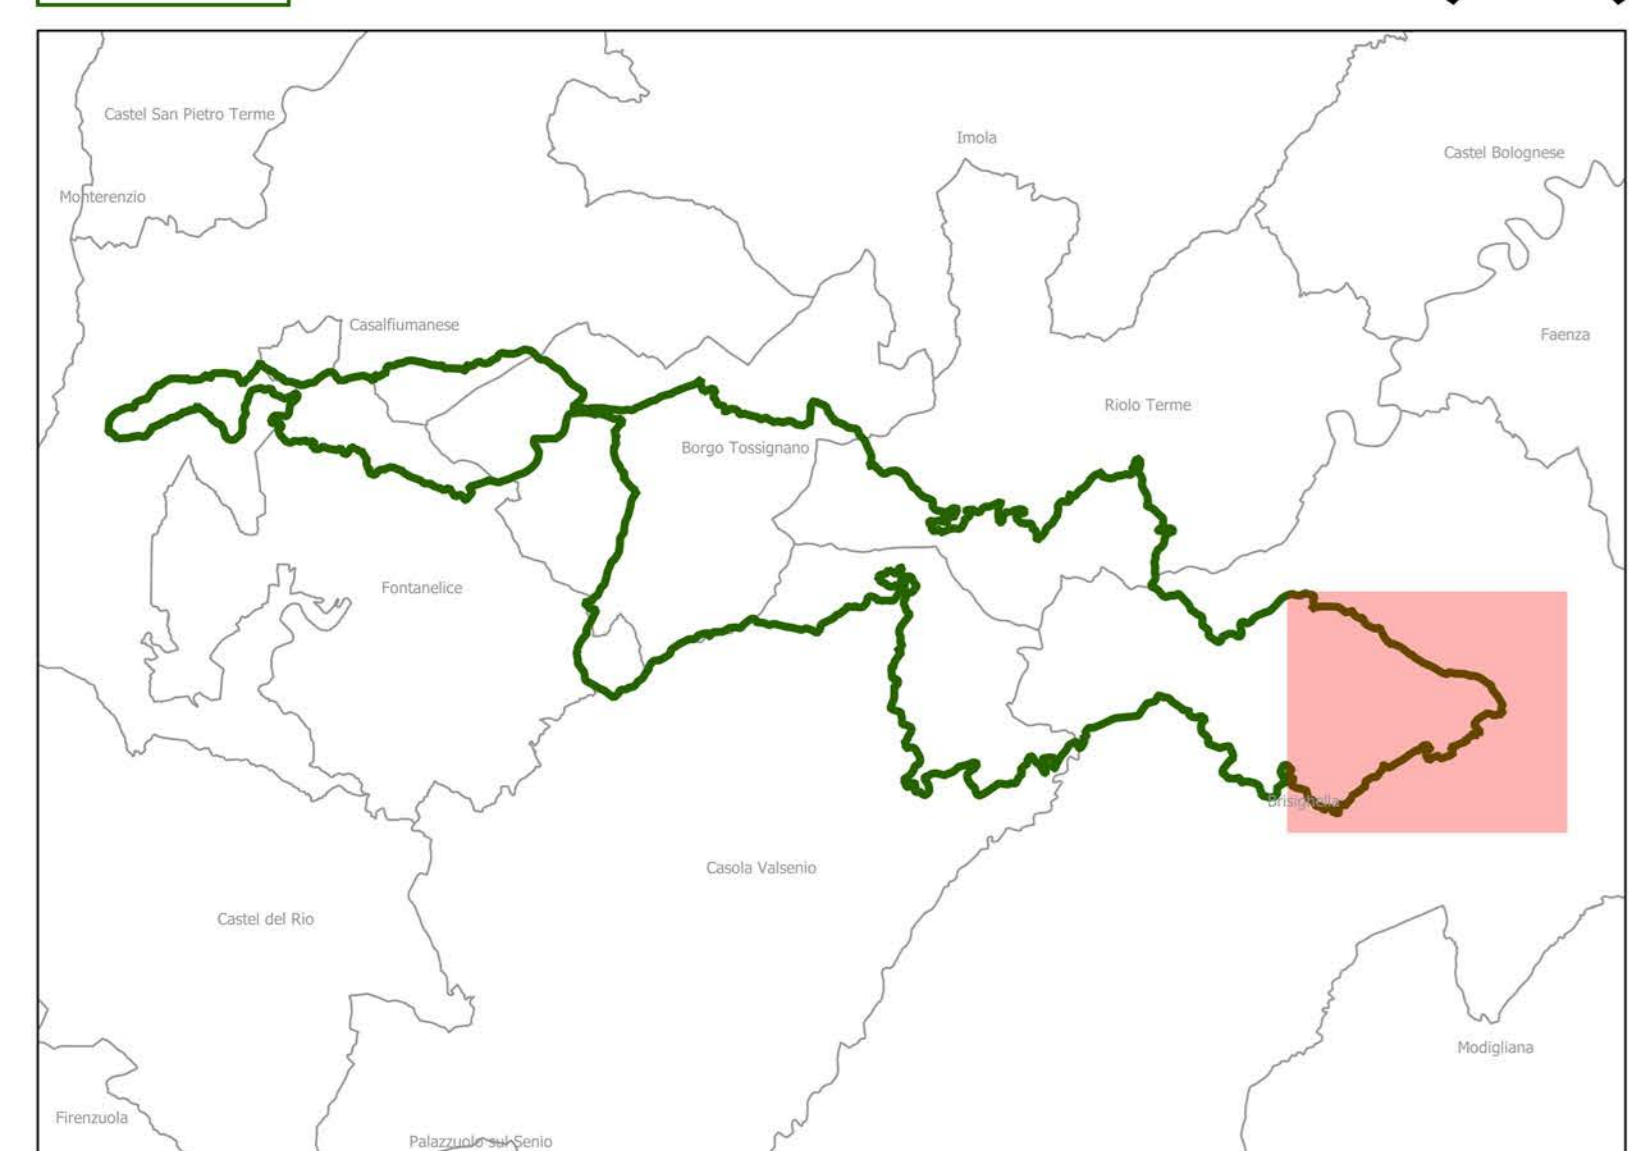 Castel San Pietro Terme
Imola
Castel Bolognese
Monterenzio
Casalfiumanese
Faenza
Riolo Terme
Borgo Tossignano
Fontanelice
Brisighella
Casola Valsenio
Castel del Rio
Modigliana
Firenzuola
Palazzuolo sul Senio